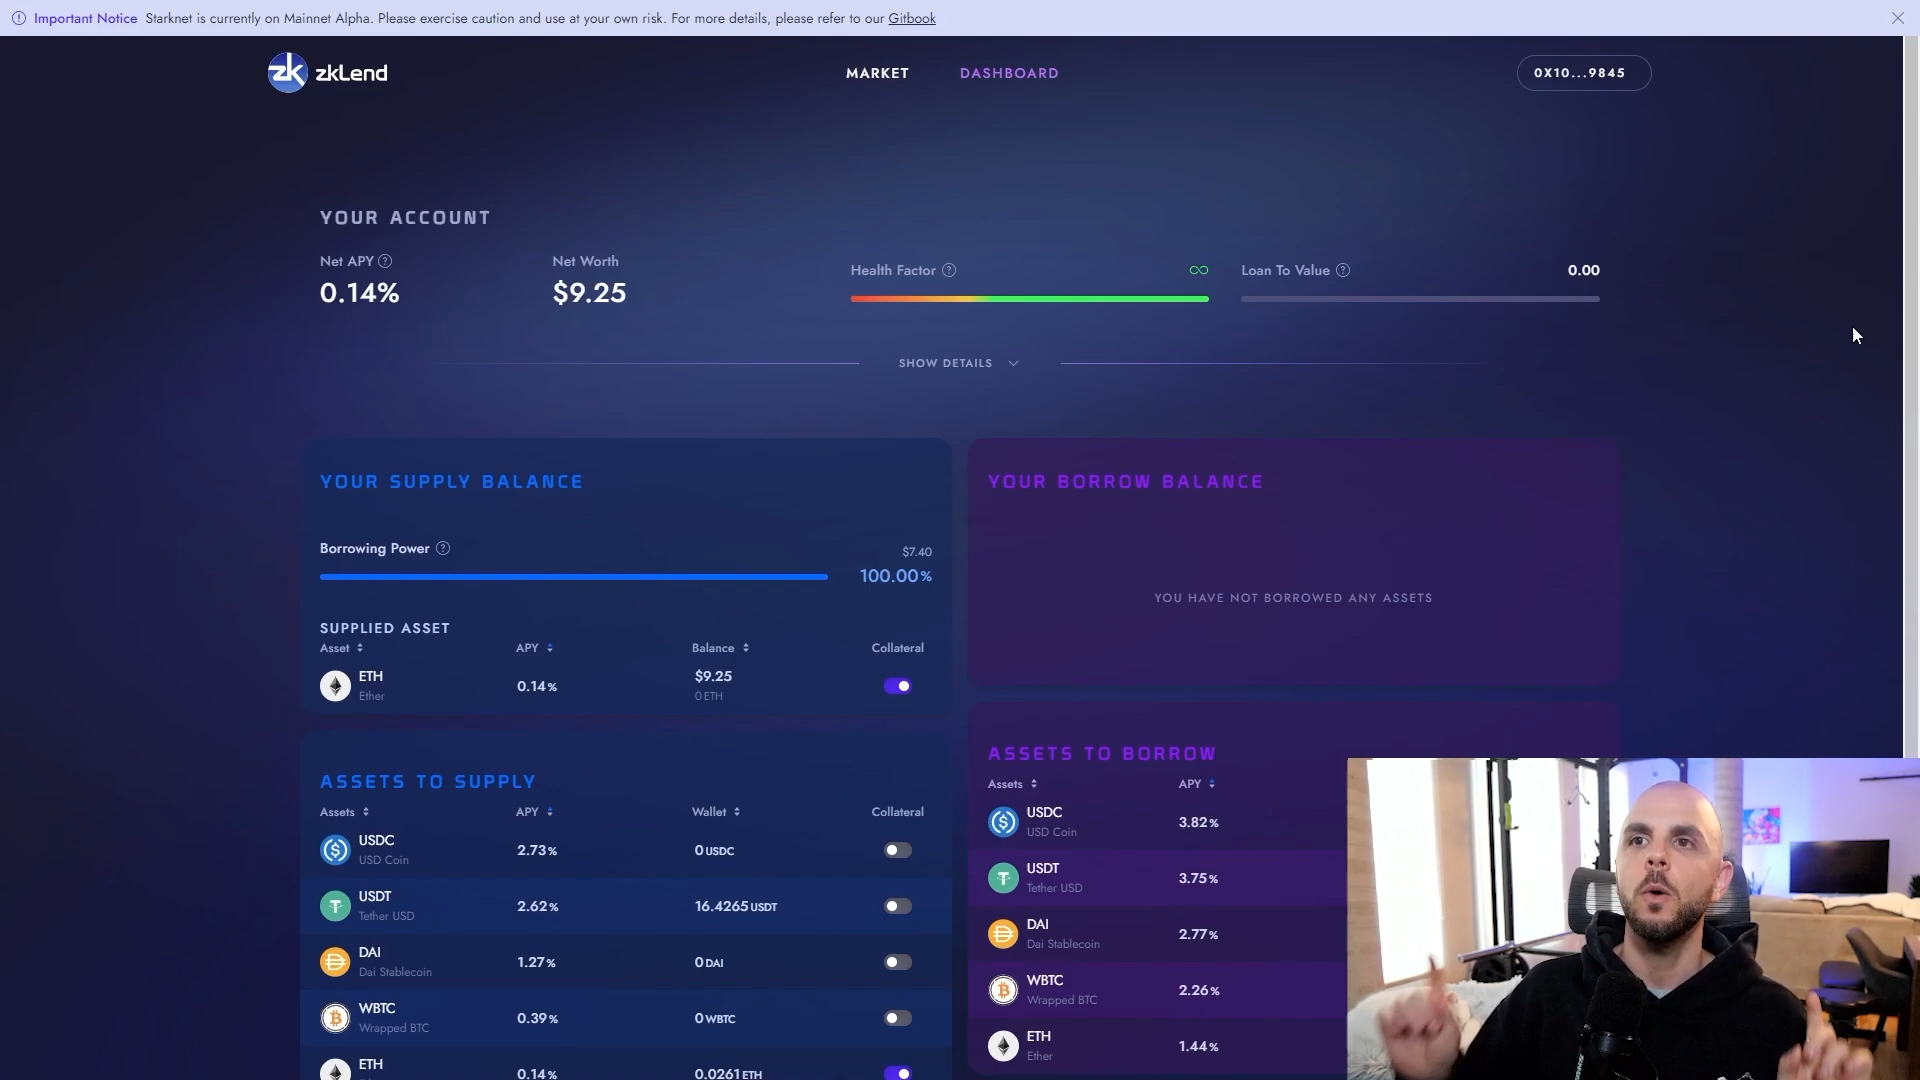 Important Notice Starknet is currently on Mainnet Alpha. Please exercise caution and use at your own risk. For more details, please refer to our Gitbook
zk zkLend MARKET DASHBOARD 0X10...9845
YOUR ACCOUNT
Net APY ? Net Worth Health Factor ? ∞ Loan To Value ? 0.00
0.14% $9.25
SHOW DETAILS
YOUR SUPPLY BALANCE
Borrowing Power ? $7.40
100.00%
SUPPLIED ASSET
Asset APY Balance Collateral
ETH 0.14% $9.25
Ether 0 ETH
ASSETS TO SUPPLY
Assets APY Wallet Collateral
USDC 2.73% 0 USDC
USD Coin
USDT 2.62% 16.4265 USDT
Tether USD
DAI 1.27% 0 DAI
Dai Stablecoin
WBTC 0.39% 0 WBTC
Wrapped BTC
ETH 0.14% 0.0261 ETH
YOUR BORROW BALANCE
YOU HAVE NOT BORROWED ANY ASSETS
ASSETS TO BORROW
Assets APY
USDC 3.82%
USD Coin
USDT 3.75%
Tether USD
DAI 2.77%
Dai Stablecoin
WBTC 2.26%
Wrapped BTC
ETH 1.44%
Ether